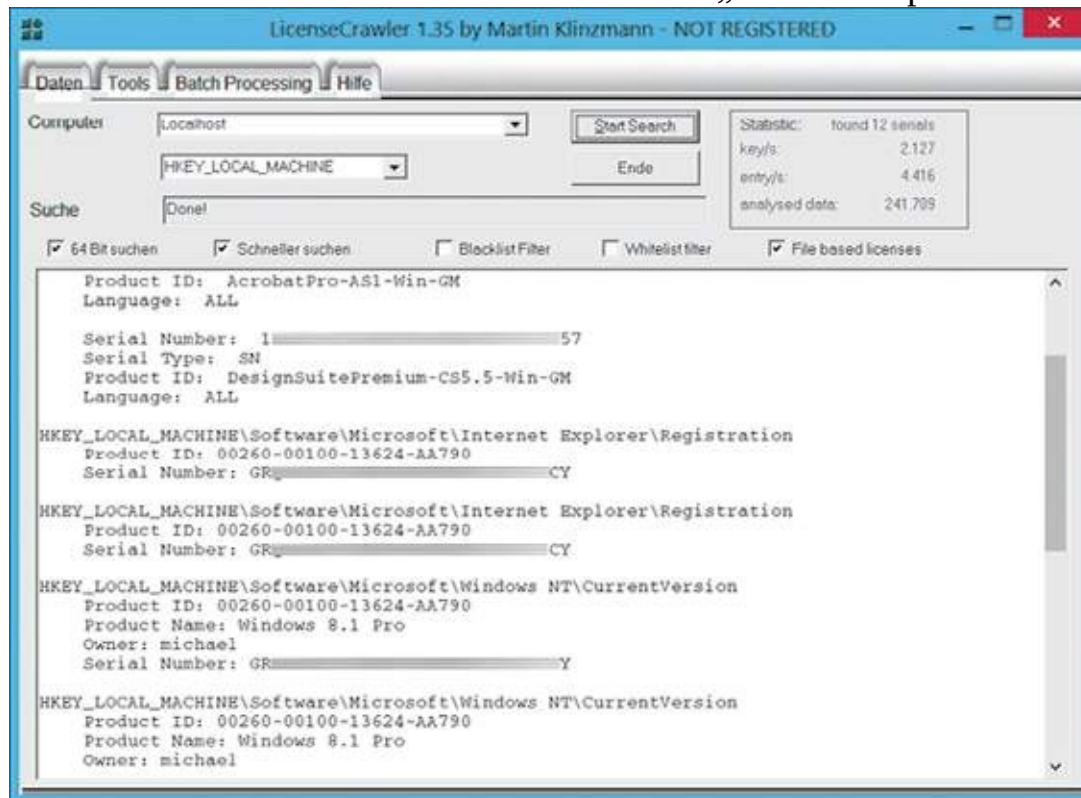 LicenseCrawler 1.35 by Martin Klinzmann - NOT REGISTERED
Daten Tools Batch Processing Hilfe
Computer Localhost Start Search Statistic: found 12 serials
key/s: 2.127
HKEY_LOCAL_MACHINE Ende entry/s: 4.416
Suche Done! analysed data: 241.709
64 Bit suchen Schneller suchen Blacklist Filter Whitelist filter File based licenses
Product ID: AcrobatPro-AS1-Win-GM
Language: ALL
Serial Number: 1 57
Serial Type: SN
Product ID: DesignSuitePremium-CS5.5-Win-GM
Language: ALL
HKEY_LOCAL_MACHINE\Software\Microsoft\Internet Explorer\Registration
Product ID: 00260-00100-13624-AA790
Serial Number: GR CY
HKEY_LOCAL_MACHINE\Software\Microsoft\Internet Explorer\Registration
Product ID: 00260-00100-13624-AA790
Serial Number: GR CY
HKEY_LOCAL_MACHINE\Software\Microsoft\Windows NT\CurrentVersion
Product ID: 00260-00100-13624-AA790
Product Name: Windows 8.1 Pro
Owner: michael
Serial Number: GR Y
HKEY_LOCAL_MACHINE\Software\Microsoft\Windows NT\CurrentVersion
Product ID: 00260-00100-13624-AA790
Product Name: Windows 8.1 Pro
Owner: michael